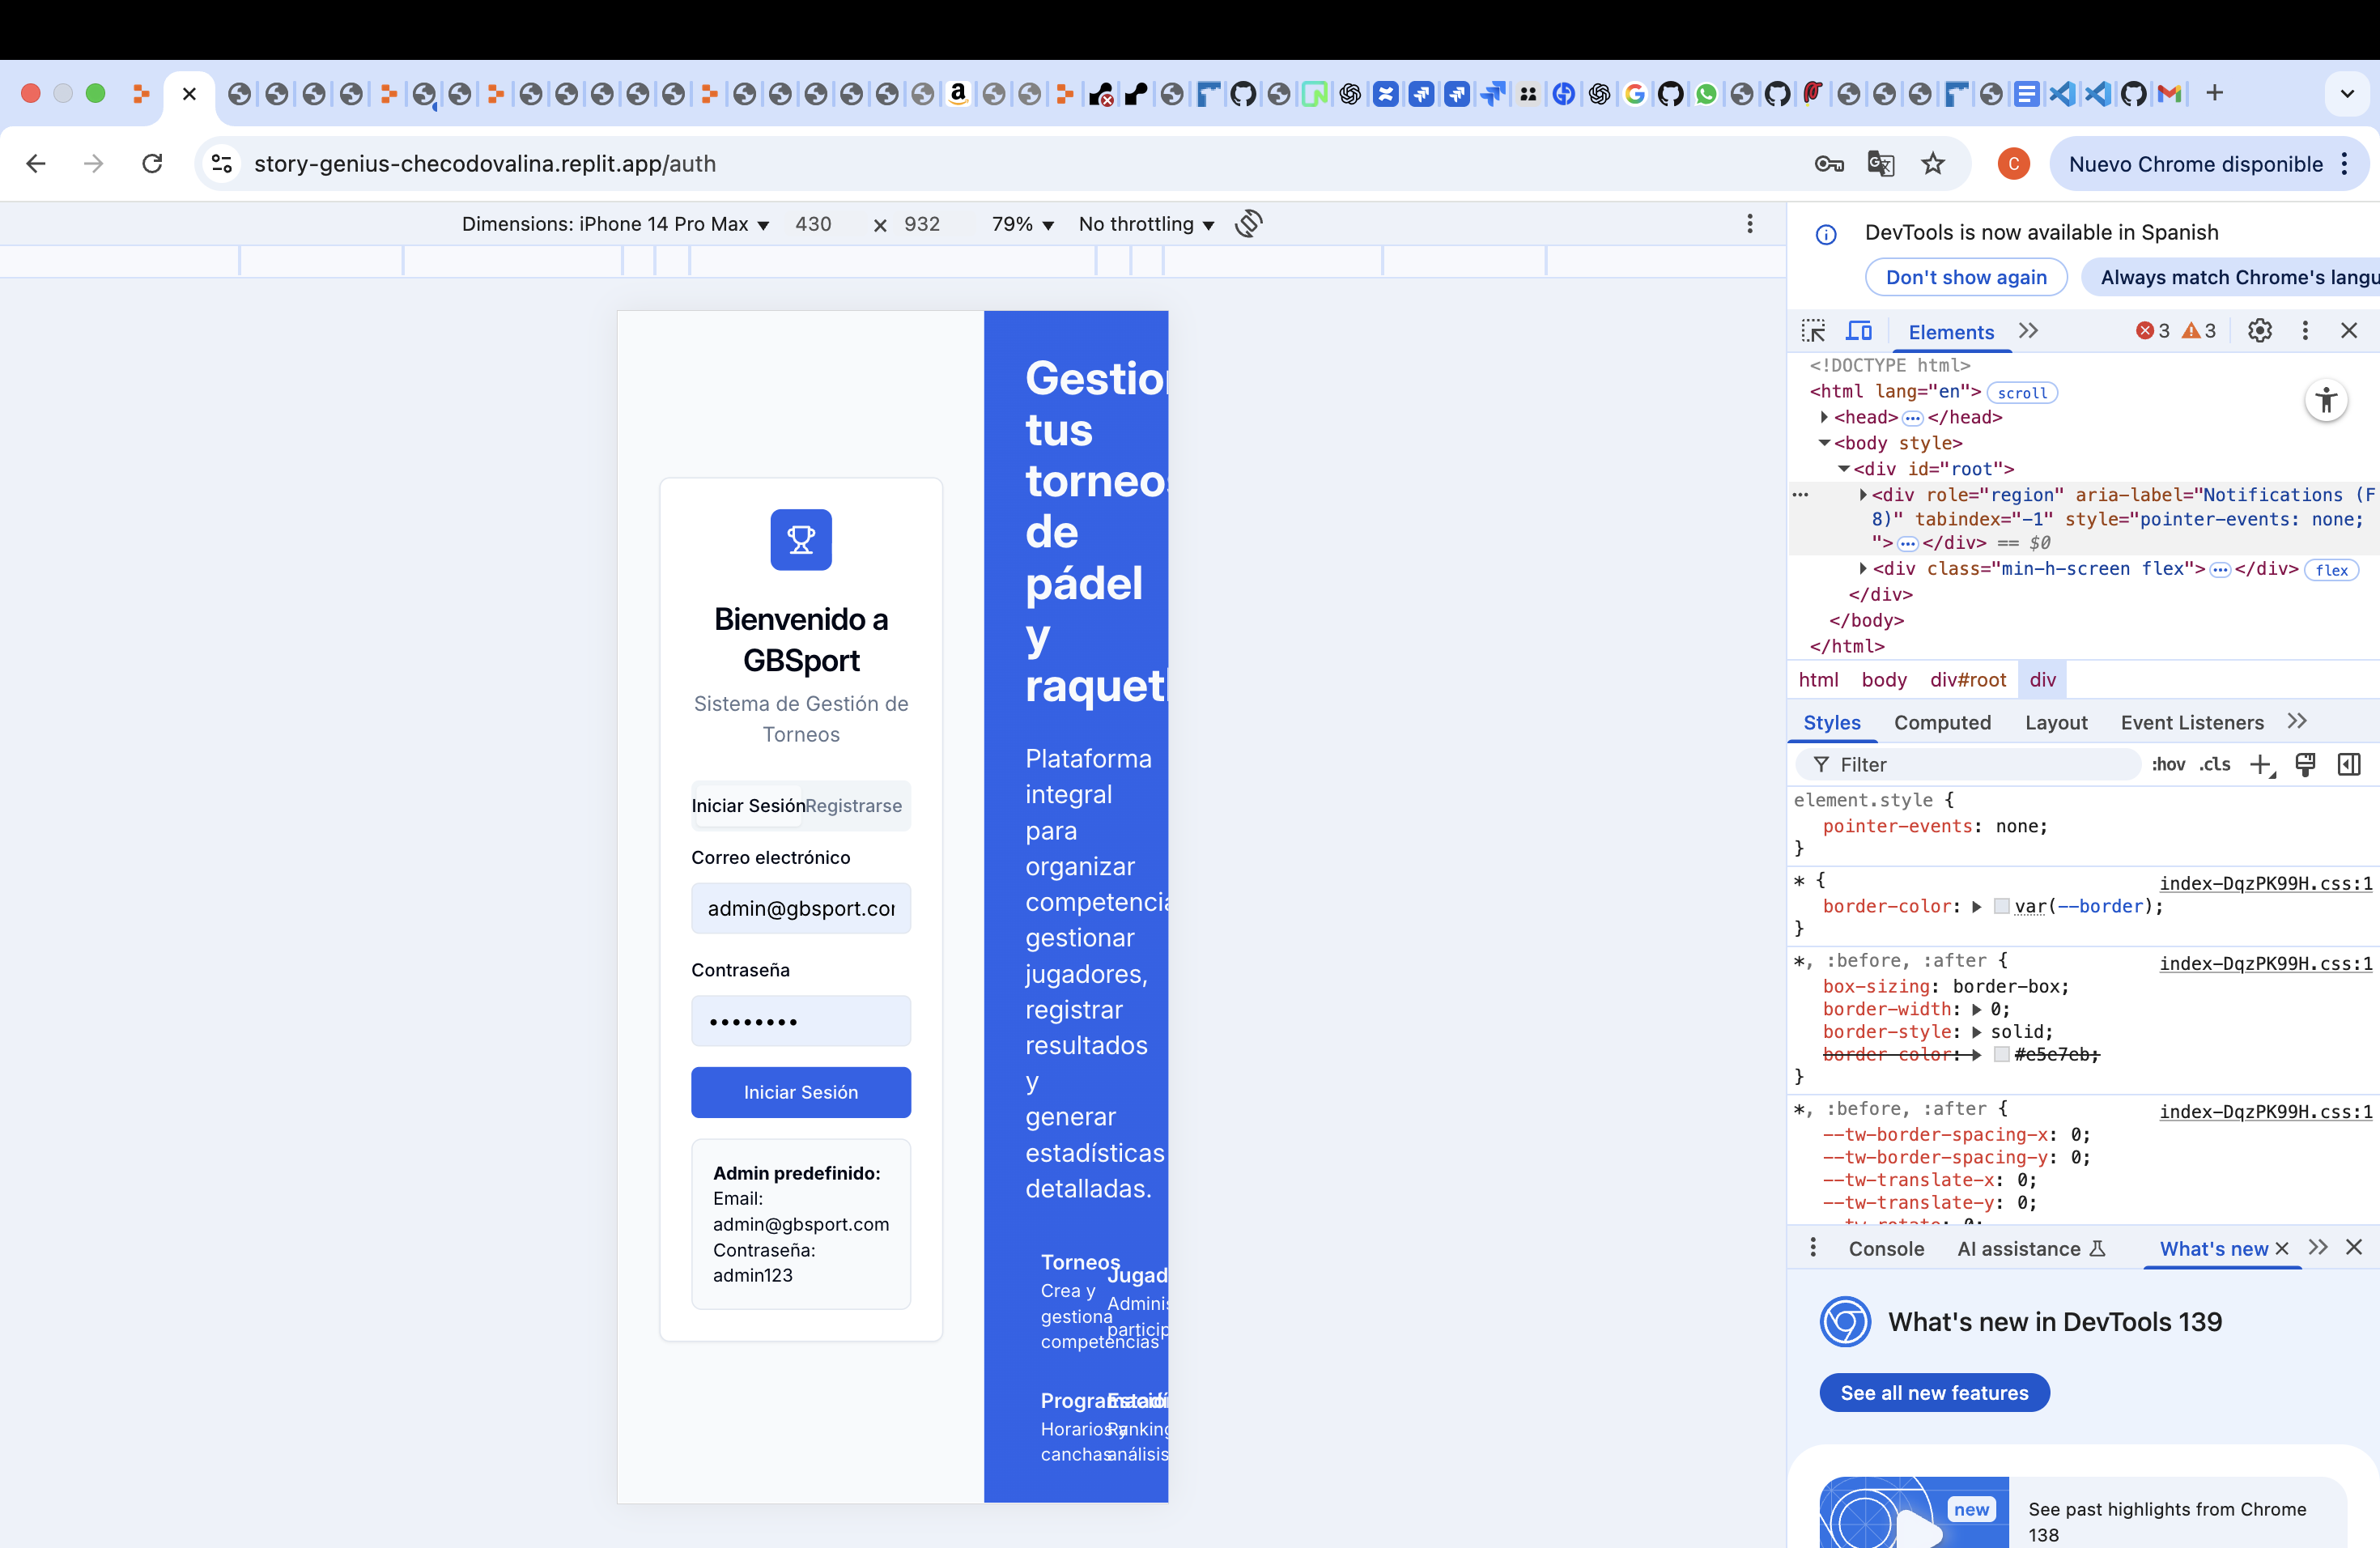 story-genius-checodovalina.replit.app/auth
Nuevo Chrome disponible
Dimensions: iPhone 14 Pro Max 430 × 932 79% No throttling
Bienvenido a
GBSport
Sistema de Gestión de
Torneos
Iniciar Sesión Registrarse
Correo electrónico
admin@gbsport.co
Contraseña
••••••••
Iniciar Sesión
Admin predefinido:
Email:
admin@gbsport.com
Contraseña:
admin123
Gestion
tus
torneos
de
pádel
y
raquetb
Plataforma
integral
para
organizar
competencia
gestionar
jugadores,
registrar
resultados
y
generar
estadísticas
detalladas.
Torneos
Crea y
gestiona
competencias
Jugad
Adminis
particip
Horarios y
canchas
Ranking
análisis
DevTools is now available in Spanish
Don't show again
Always match Chrome's langu
Elements 3 3
<!DOCTYPE html>
<html lang="en"> scroll
<head> ••• </head>
<body style>
<div id="root">
••• <div role="region" aria-label="Notifications (F
8)" tabindex="-1" style="pointer-events: none;
"> ••• </div> == $0
<div class="min-h-screen flex"> ••• </div> flex
</div>
</body>
</html>
html body div#root div
Styles Computed Layout Event Listeners
Filter :hov .cls
element.style {
pointer-events: none;
}
* { index-DqzPK99H.css:1
border-color: var(--border);
}
*, :before, :after { index-DqzPK99H.css:1
box-sizing: border-box;
border-width: 0;
border-style: solid;
border-color: #e5e7eb;
}
*, :before, :after { index-DqzPK99H.css:1
--tw-border-spacing-x: 0;
--tw-border-spacing-y: 0;
--tw-translate-x: 0;
--tw-translate-y: 0;
--tw-rotate: 0;
Console AI assistance What's new
What's new in DevTools 139
See all new features
new
See past highlights from Chrome
138